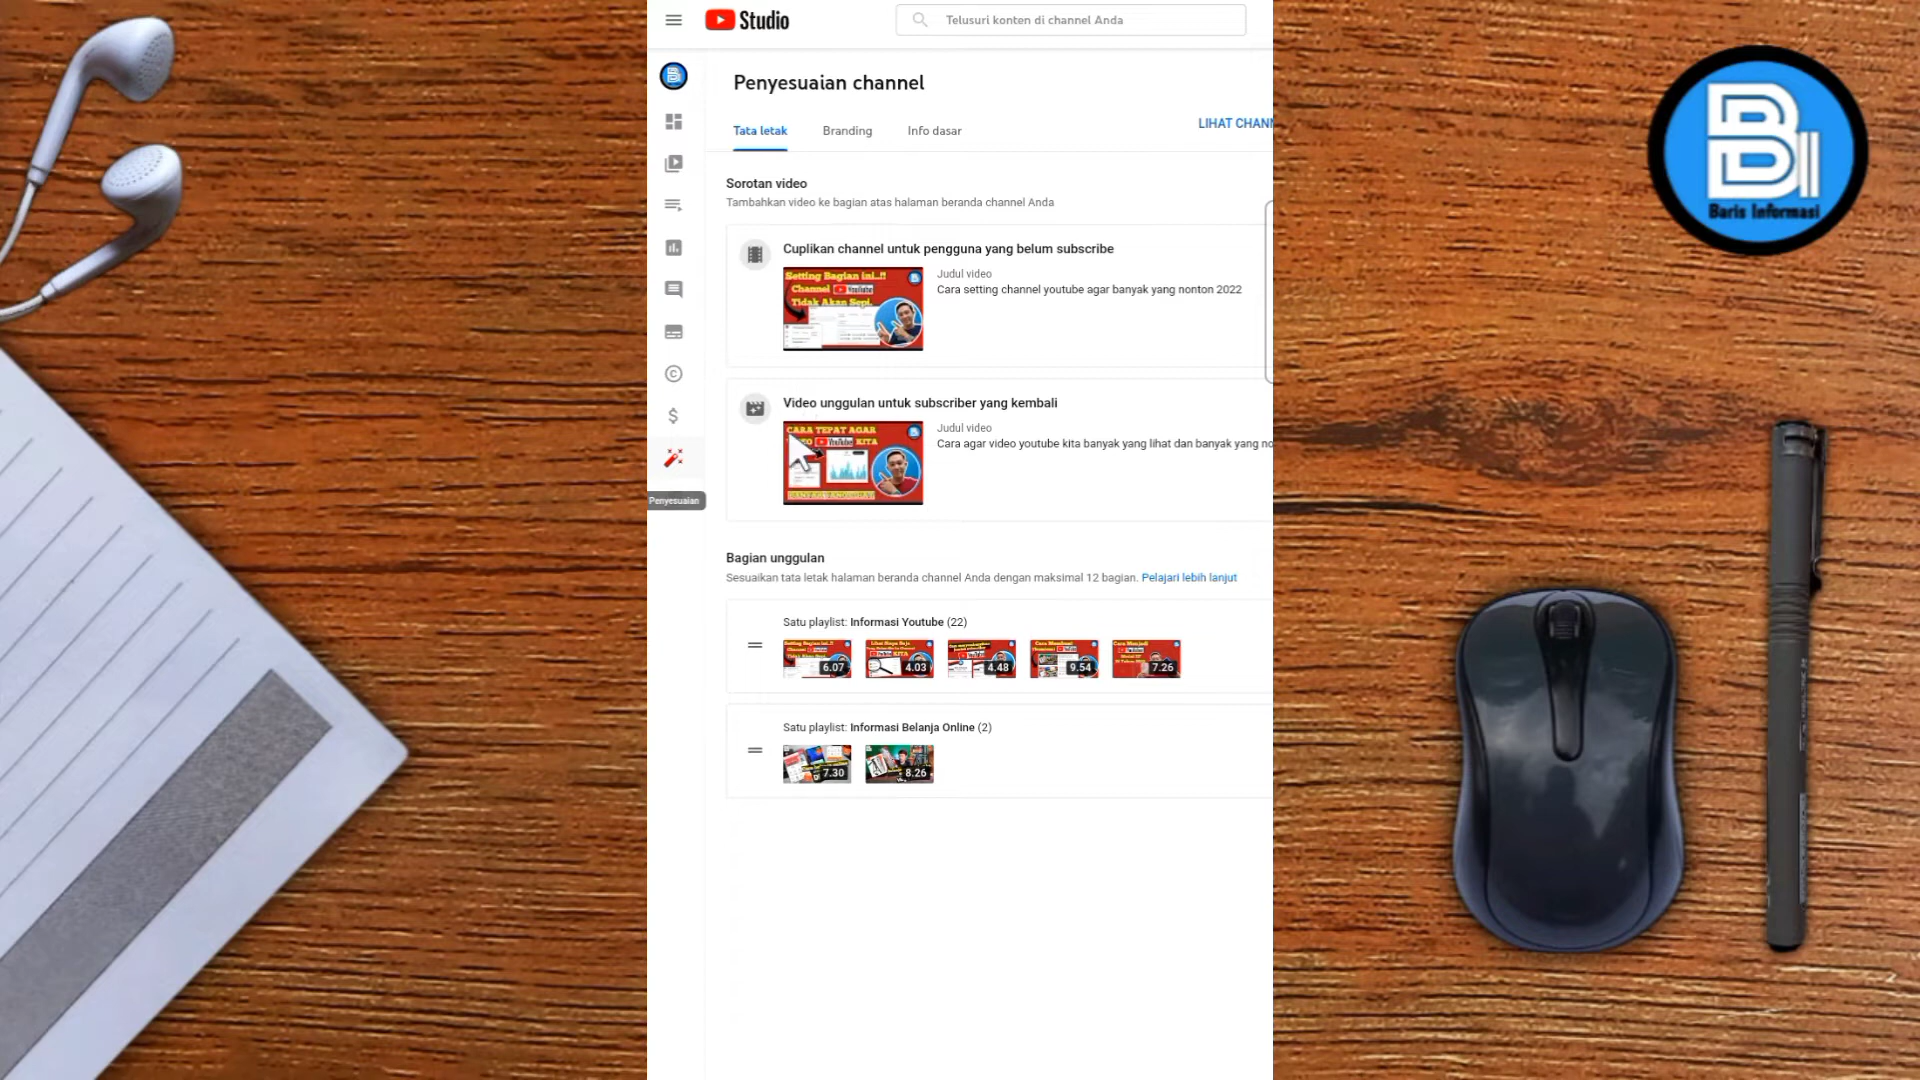 Studio
Telusuri konten di channel Anda
Penyesuaian channel
Tata letak
Branding
Info dasar
LIHAT CHANN
Sorotan video
Tambahkan video ke bagian atas halaman beranda channel Anda
Cuplikan channel untuk pengguna yang belum subscribe
Setting Bagian ini..!!
Channel YouTube
Tidak Akan Sepi.
Judul video
Cara setting channel youtube agar banyak yang nonton 2022
Video unggulan untuk subscriber yang kembali
CARA TEPAT AGAR
YouTube KITA
Judul video
Cara agar video youtube kita banyak yang lihat dan banyak yang no
Penyesuaian
Bagian unggulan
Sesuaikan tata letak halaman beranda channel Anda dengan maksimal 12 bagian. Pelajari lebih lanjut
Satu playlist: Informasi Youtube (22)
6.07
4.03
4.48
9.54
7.26
Satu playlist: Informasi Belanja Online (2)
7.30
8.26
Baris Informasi